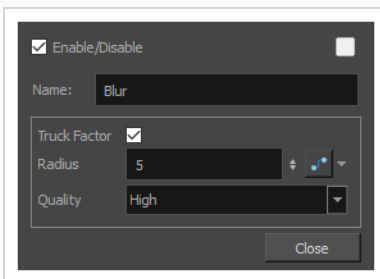 Enable/Disable
Name: Blur
Truck Factor
Radius 5
Quality High
Close